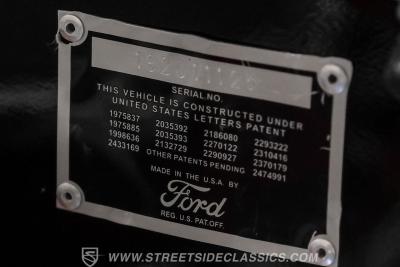 SERIAL NO.
THIS VEHICLE IS CONSTRUCTED UNDER
UNITED STATES LETTERS PATENT
1975837 2035392 2186080 2293222
1975885 2035393 2270122 2310416
1998636 2132729 2290927 2370179
2433169 OTHER PATENTS PENDING 2474991
MADE IN THE U.S.A. BY
Ford
REG. U.S. PAT. OFF.
STREETSIDECLASSICS.COM